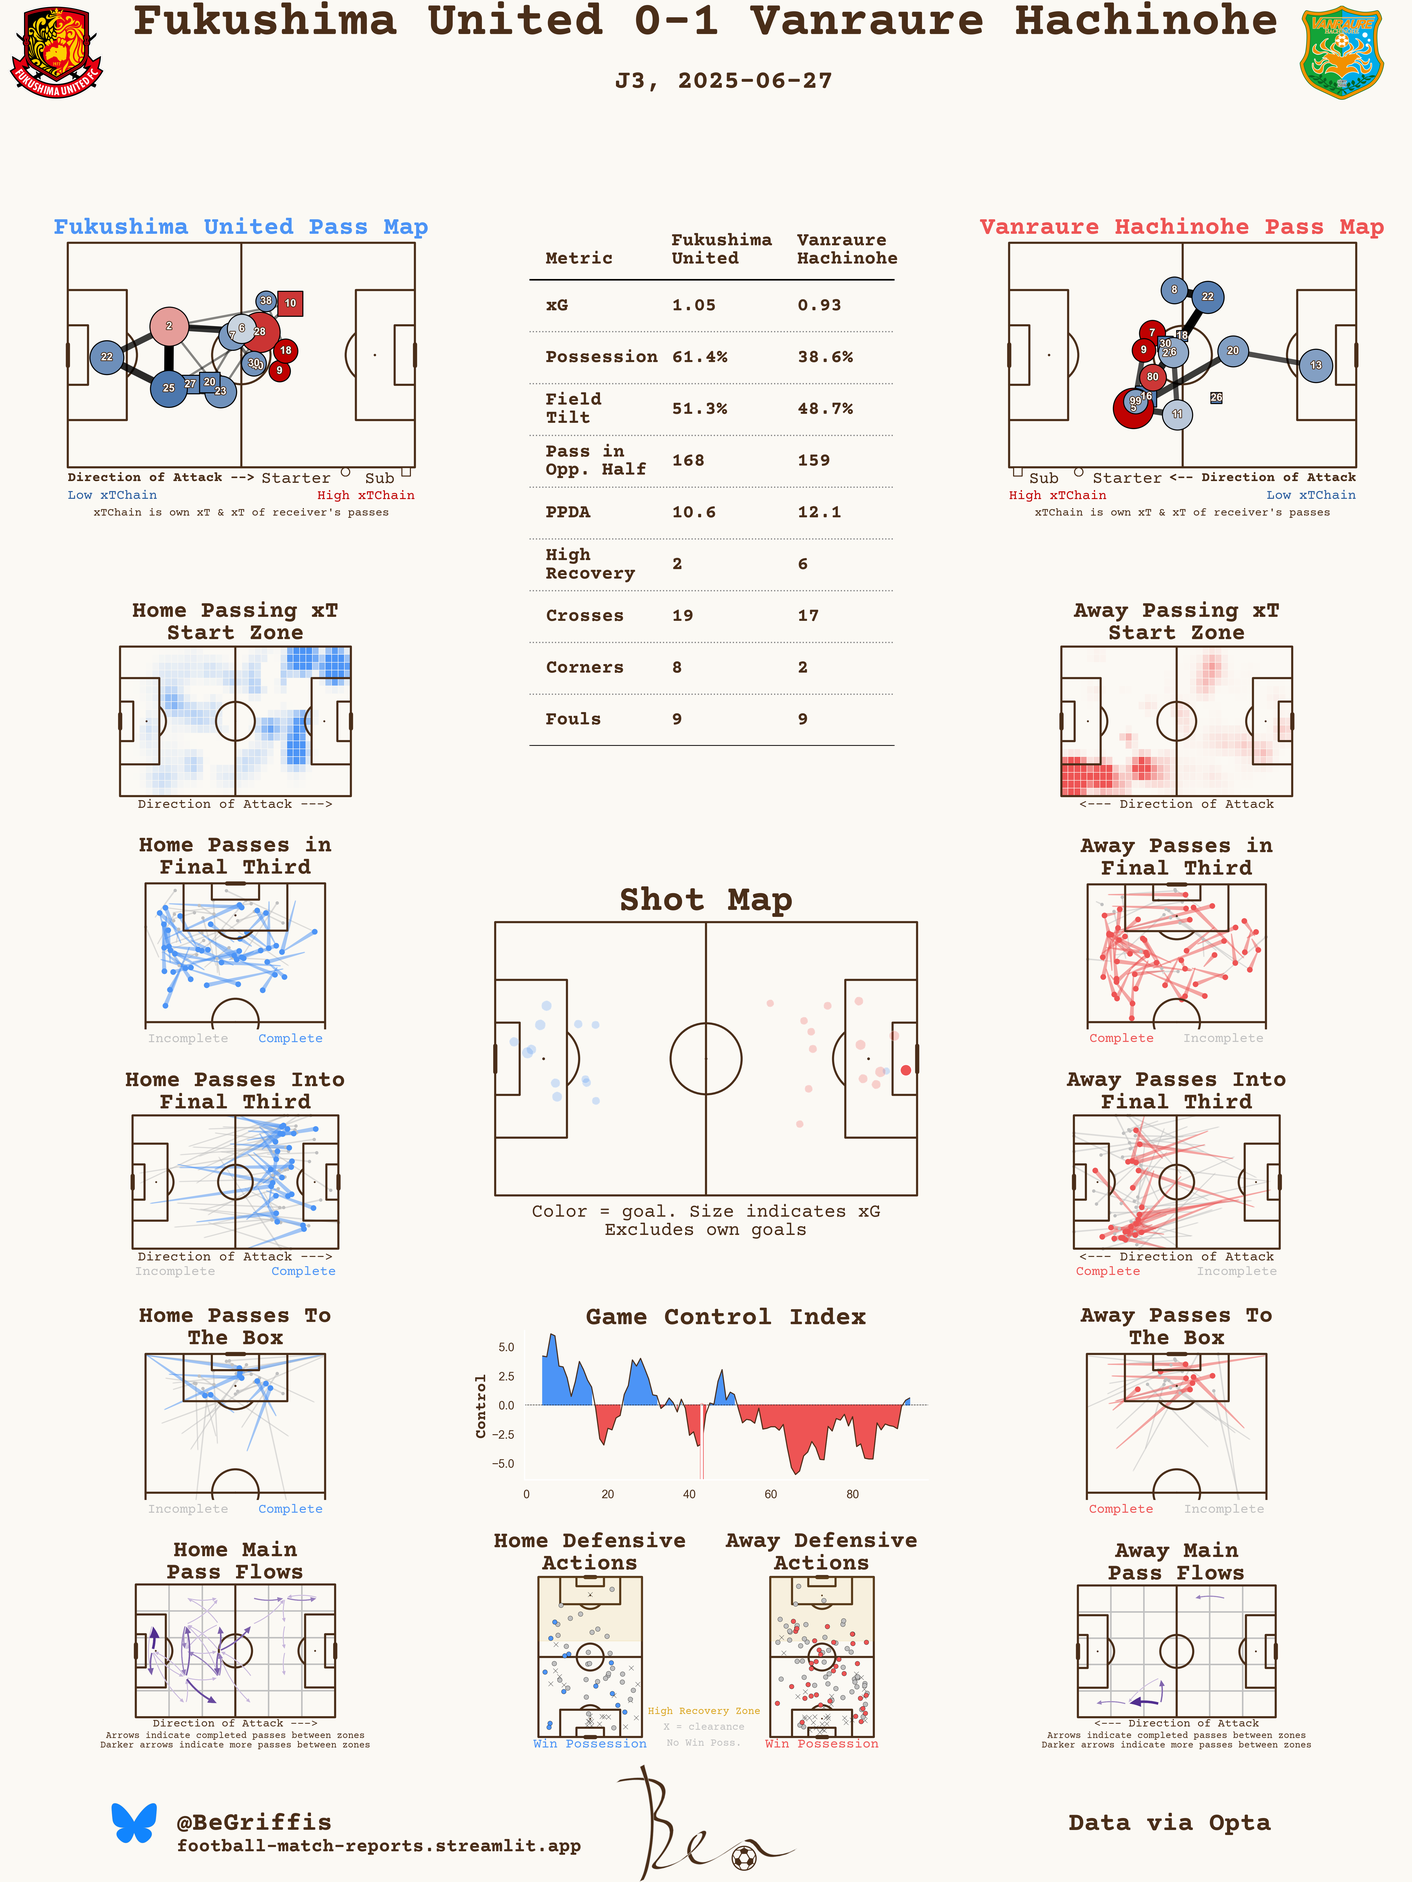 Fukushima United 0-1 Vanraure Hachinohe
J3, 2025-06-27
FUKUSHIMA UNITED FC
VANRAURE
HACHINOHE
Fukushima United Pass Map
38
10
2
7
6
28
22
18
30
9
25
27
20
23
Direction of Attack --> Starter Sub
Low xTChain High xTChain
xTChain is own xT & xT of receiver's passes
Metric Fukushima United Vanraure Hachinohe
xG 1.05 0.93
Possession 61.4% 38.6%
Field Tilt 51.3% 48.7%
Pass in Opp. Half 168 159
PPDA 10.6 12.1
High Recovery 2 6
Crosses 19 17
Corners 8 2
Fouls 9 9
Vanraure Hachinohe Pass Map
8
22
7
18
30
9
20
13
80
16
99
5
11
26
Sub Starter <-- Direction of Attack
High xTChain Low xTChain
xTChain is own xT & xT of receiver's passes
Home Passing xT
Start Zone
Direction of Attack --->
Away Passing xT
Start Zone
<--- Direction of Attack
Home Passes in
Final Third
Incomplete Complete
Away Passes in
Final Third
Complete Incomplete
Shot Map
Color = goal. Size indicates xG
Excludes own goals
Home Passes Into
Final Third
Direction of Attack --->
Incomplete Complete
Away Passes Into
Final Third
<--- Direction of Attack
Complete Incomplete
Home Passes To
The Box
Incomplete Complete
Game Control Index
Control
5.0
2.5
0.0
−2.5
−5.0
0 20 40 60 80
Away Passes To
The Box
Complete Incomplete
Home Main
Pass Flows
Direction of Attack --->
Arrows indicate completed passes between zones
Darker arrows indicate more passes between zones
Home Defensive
Actions
Win Possession
High Recovery Zone
X = clearance
No Win Poss.
Away Defensive
Actions
Win Possession
Away Main
Pass Flows
<--- Direction of Attack
Arrows indicate completed passes between zones
Darker arrows indicate more passes between zones
@BeGriffis
football-match-reports.streamlit.app
Ben
Data via Opta